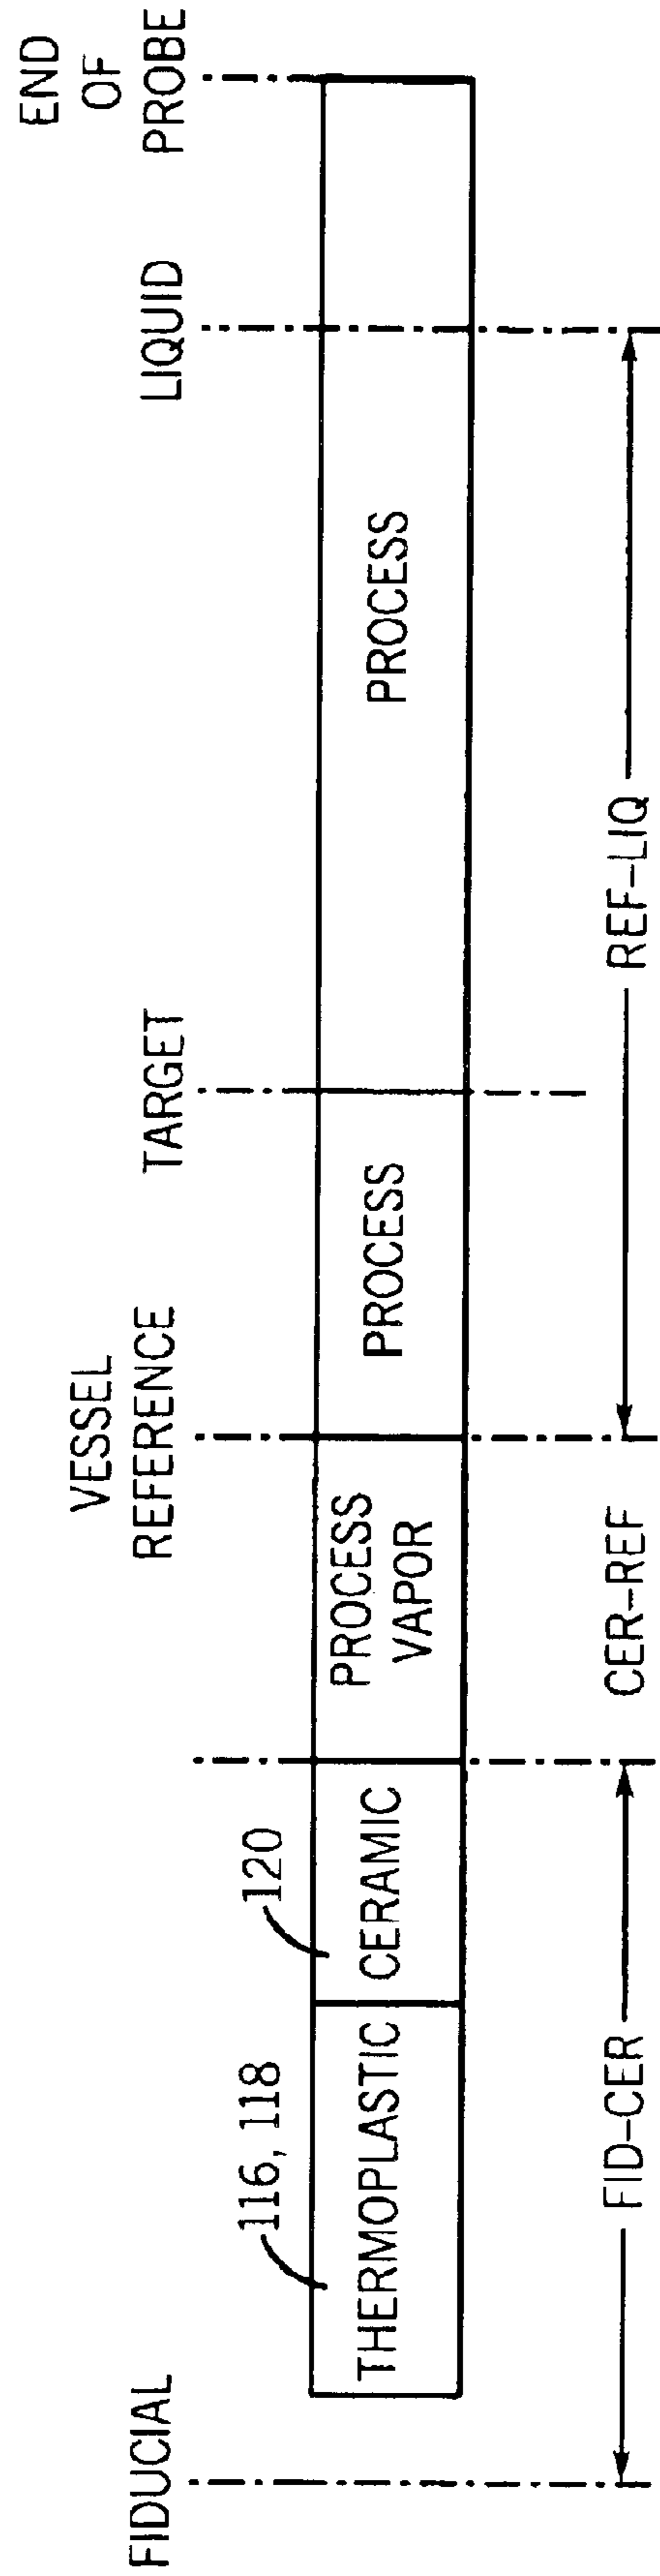 FIDUCIAL
VESSEL
REFERENCE
TARGET
LIQUID
END
OF
PROBE
116, 118
120
THERMOPLASTIC
CERAMIC
PROCESS
VAPOR
PROCESS
PROCESS
FID-CER
CER-REF
REF-LIQ